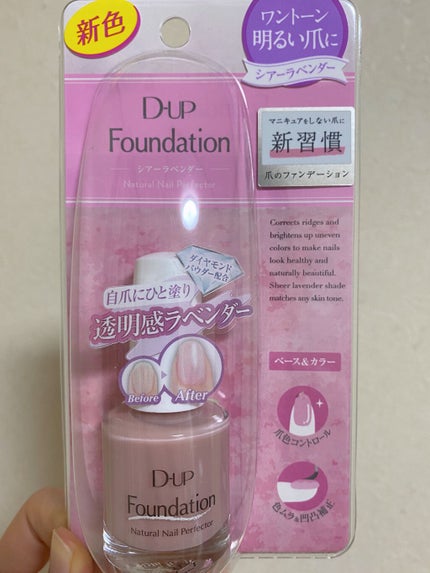 新色
ワントーン
明るい爪に
シアーラベンダー
D-UP
Foundation
シアーラベンダー
Natural Nail Perfector
マニキュアをしない爪に
新習慣
爪のファンデーション
Corrects ridges and
brightens up uneven
colors to make nails
look healthy and
naturally beautiful.
Sheer lavender shade
matches any skin tone.
ダイヤモンド
パウダー配合
自爪にひと塗り
透明感ラベンダー
Before
After
ベース&カラー
爪色コントロール
色ムラ&凹凸補正
D-UP
Foundation
Natural Nail Perfector